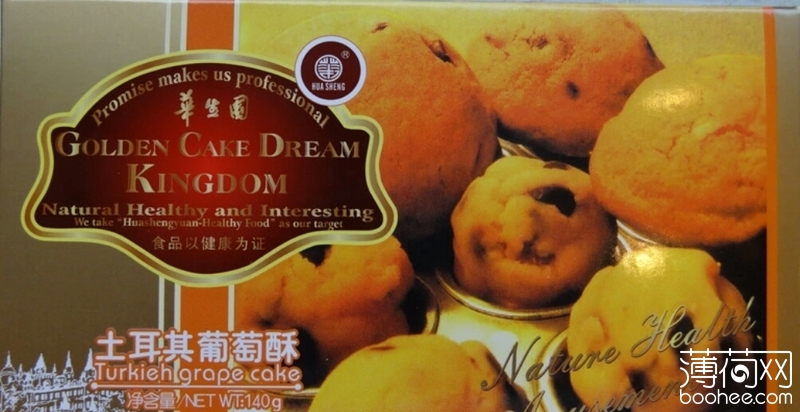 Promise makes us professional
華生園
®
HUA SHENG
GOLDEN CAKE DREAM
KINGDOM
Natural Healthy and Interesting
We take "Huashengyuan-Healthy Food" as our target
食品以健康为证
土耳其葡萄酥
Turkieh grape cake
净含量/NET WT:140g
Nature Health
薄荷网
boohee.com